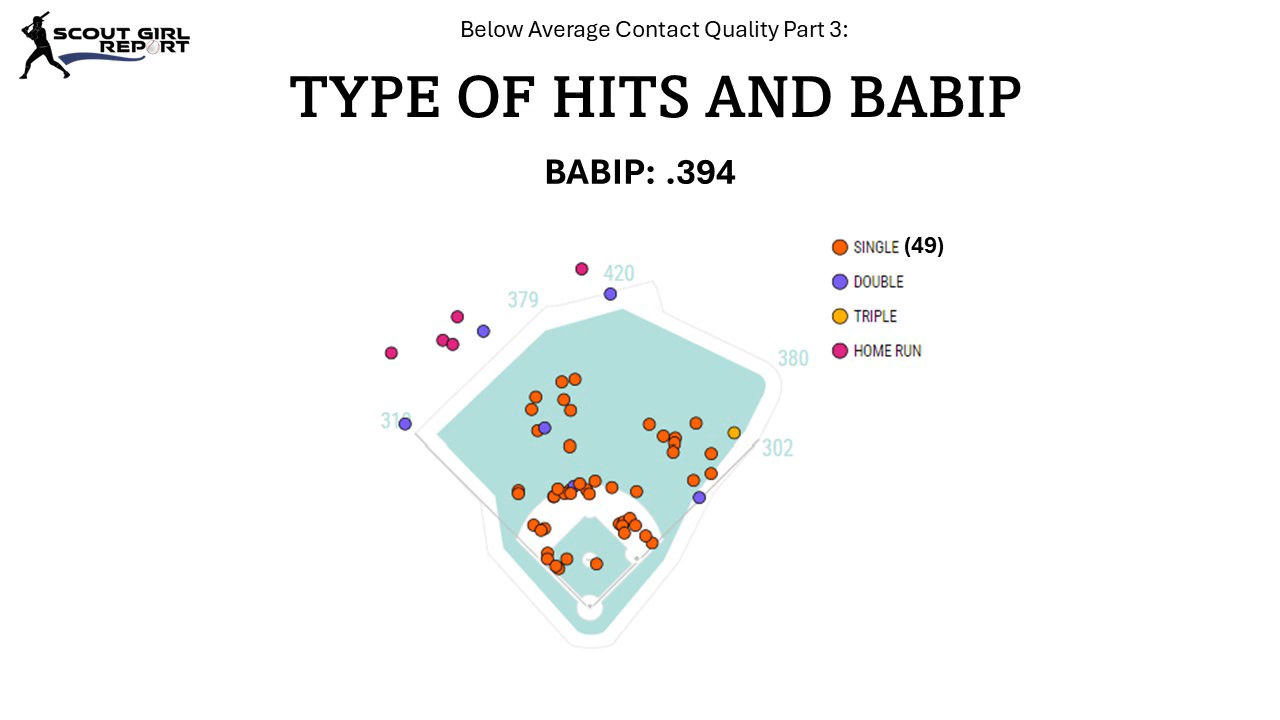 SCOUT GIRL
REPORT
Below Average Contact Quality Part 3:
TYPE OF HITS AND BABIP
BABIP: .394
SINGLE (49)
420
DOUBLE
379
TRIPLE
HOME RUN
380
302